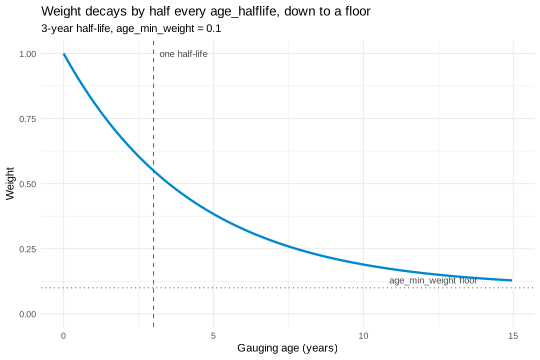 Weight decays by half every age_halflife, down to a floor
3-year half-life, age_min_weight = 0.1
1.00
one half-life
0.75
Weight
0.50
0.25
age_min_weight floor
0.00
0
5
10
15
Gauging age (years)